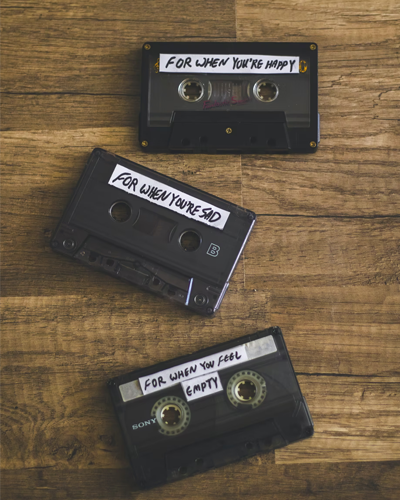 FOR WHEN YOU'RE HAPPY
FOR WHEN YOU'RE SAD
B
FOR WHEN YOU FEEL
EMPTY
SONY